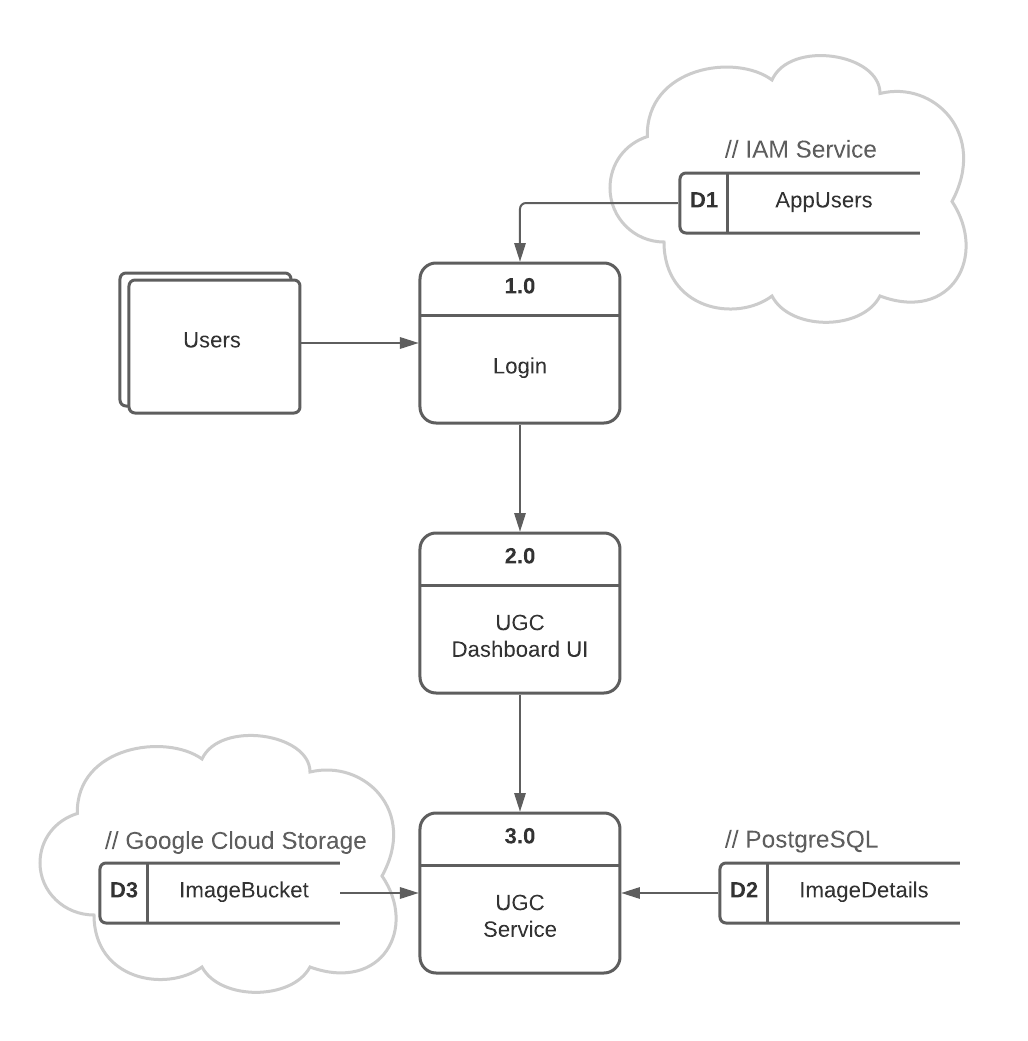 // IAM Service
D1
AppUsers
1.0
Users
Login
2.0
UGC
Dashboard UI
// Google Cloud Storage
D3
ImageBucket
3.0
UGC
Service
// PostgreSQL
D2
ImageDetails